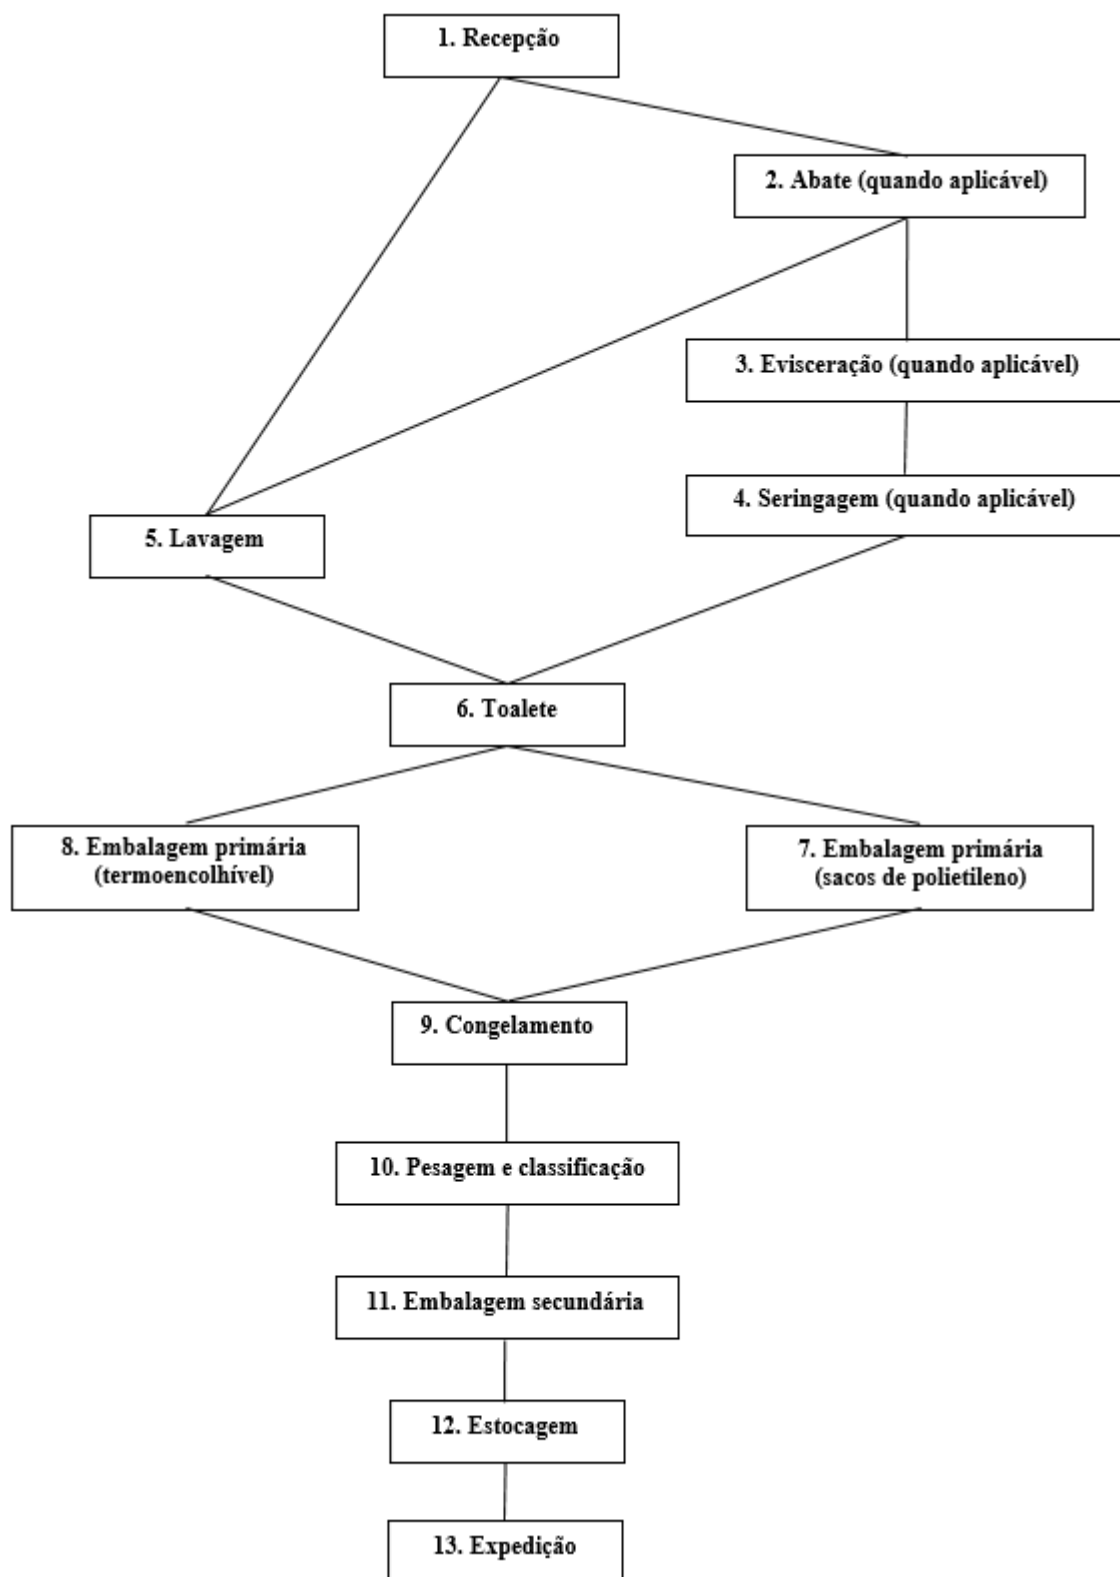 1. Recepção
2. Abate (quando aplicável)
3. Evisceração (quando aplicável)
4. Seringagem (quando aplicável)
5. Lavagem
6. Toalete
8. Embalagem primária
(termoencolhível)
7. Embalagem primária
(sacos de polietileno)
9. Congelamento
10. Pesagem e classificação
11. Embalagem secundária
12. Estocagem
13. Expedição